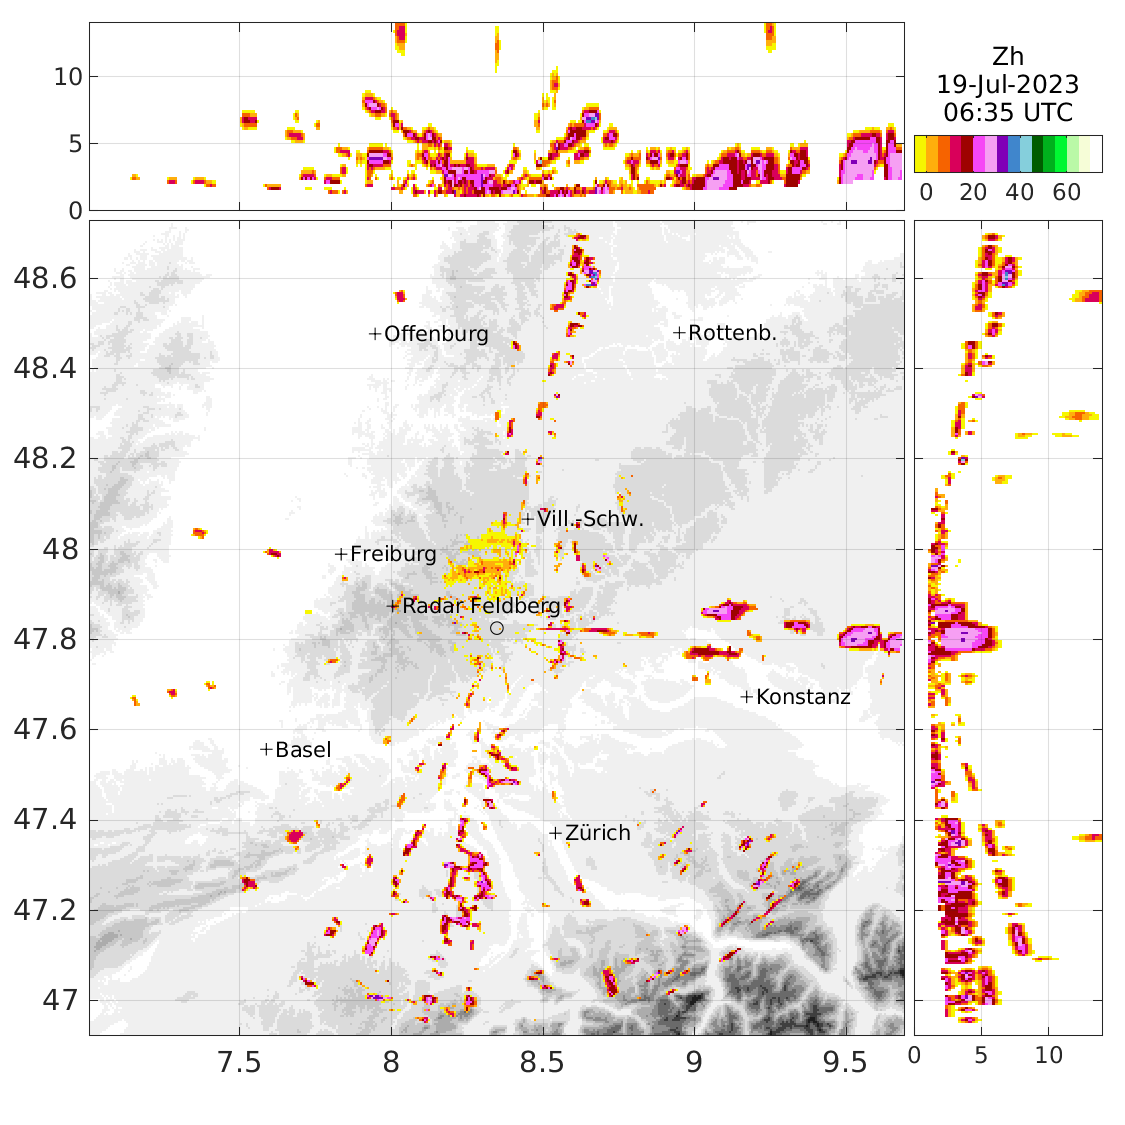 Zh
19-Jul-2023
06:35 UTC
10
5
0
0 20 40 60
48.6
48.4
48.2
48
47.8
47.6
47.4
47.2
47
+Offenburg
+Rottenb.
+Vill.-Schw.
+Freiburg
+Radar Feldberg
+Konstanz
+Basel
+Zürich
7.5 8 8.5 9 9.5
0 5 10